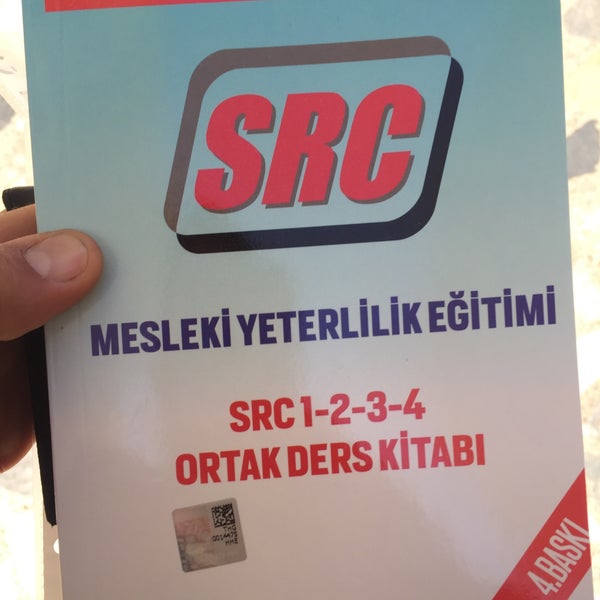 SRC
MESLEKİ YETERLİLİK EĞİTİMİ
SRC 1-2-3-4
ORTAK DERS KİTABI
4.BASKI